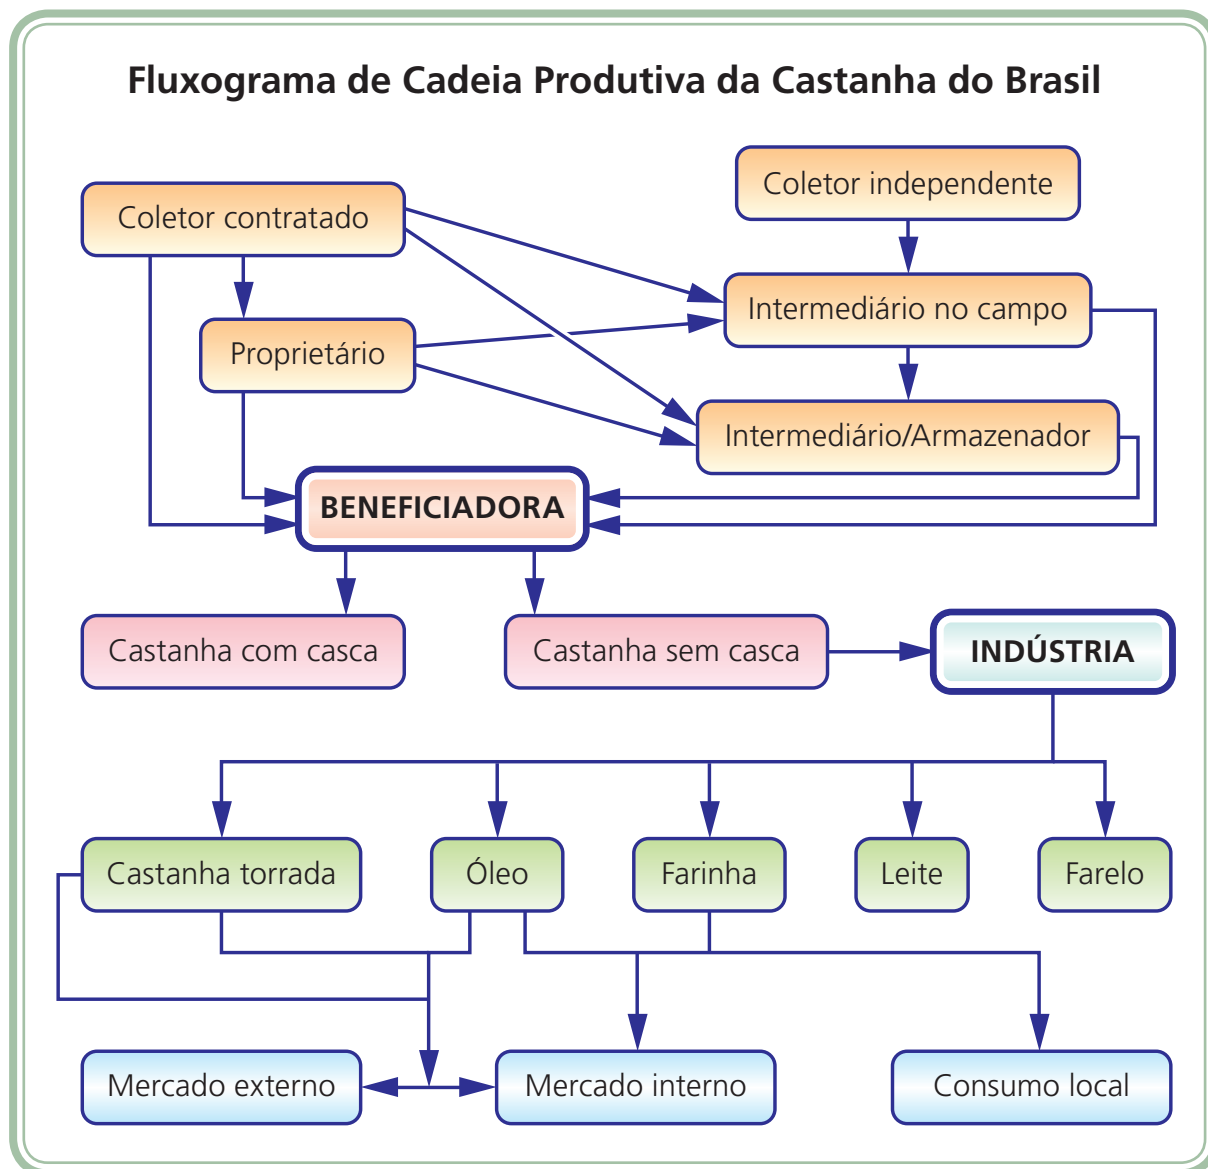 Fluxograma de Cadeia Produtiva da Castanha do Brasil
Coletor independente
Coletor contratado
Intermediário no campo
Proprietário
Intermediário/Armazenador
BENEFICIADORA
Castanha com casca
Castanha sem casca
INDÚSTRIA
Castanha torrada
Óleo
Farinha
Leite
Farelo
Mercado externo
Mercado interno
Consumo local